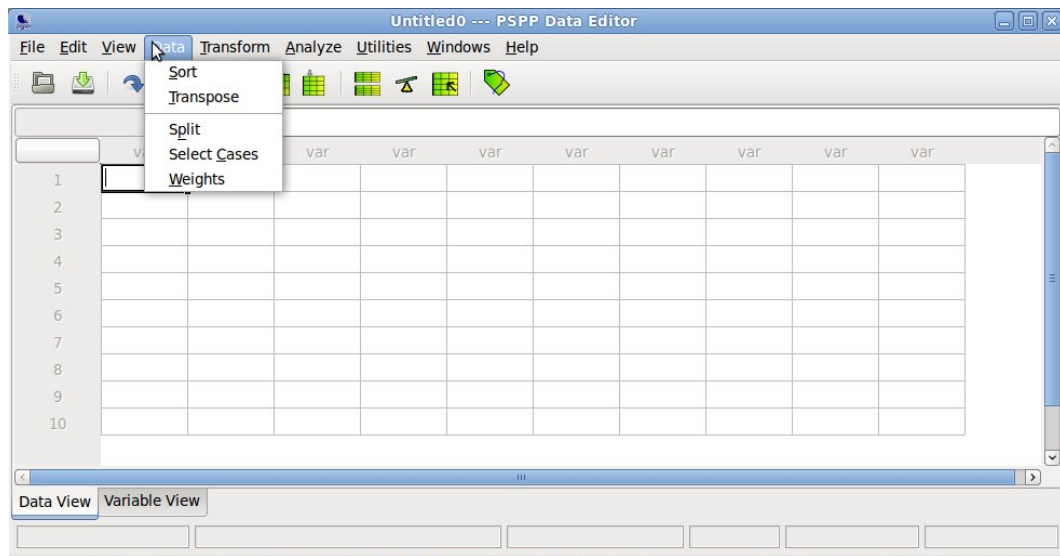 Untitled0 --- PSPP Data Editor
File Edit View Data Transform Analyze Utilities Windows Help
Sort
Transpose
Split
Select Cases
Weights
var var var var var var var var
1
2
3
4
5
6
7
8
9
10
Data View Variable View